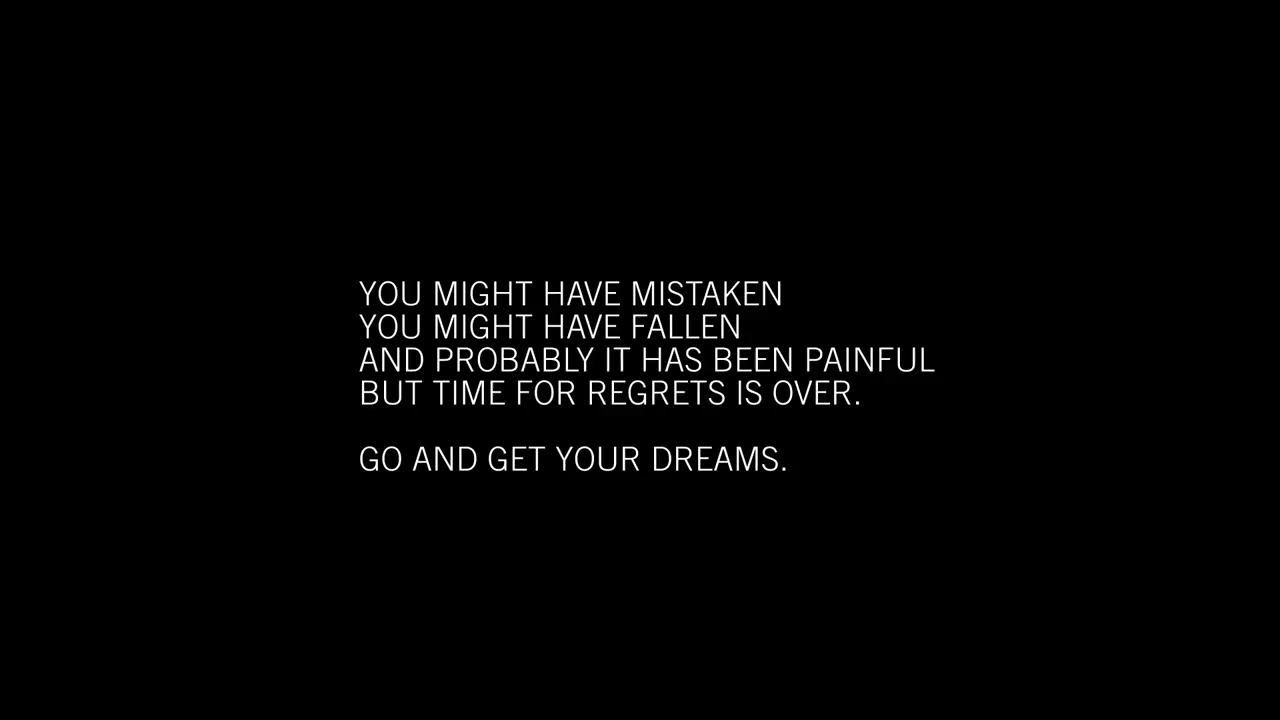 YOU MIGHT HAVE MISTAKEN
YOU MIGHT HAVE FALLEN
AND PROBABLY IT HAS BEEN PAINFUL
BUT TIME FOR REGRETS IS OVER.
GO AND GET YOUR DREAMS.